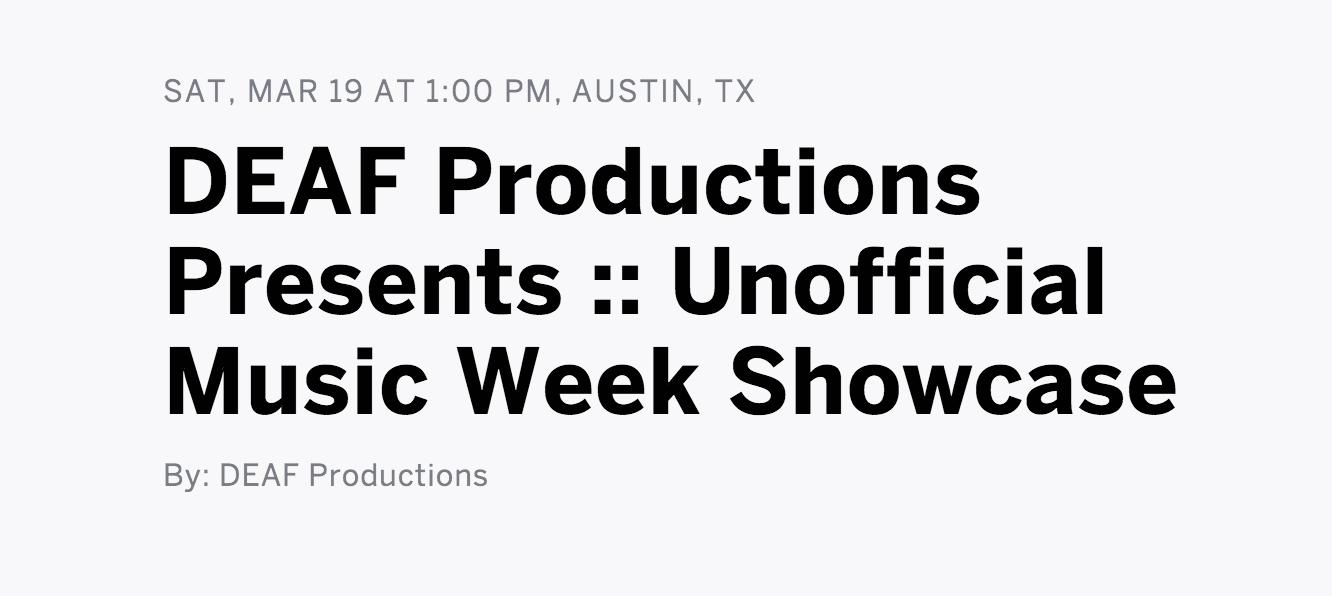 SAT, MAR 19 AT 1:00 PM, AUSTIN, TX
DEAF Productions
Presents :: Unofficial
Music Week Showcase
By: DEAF Productions